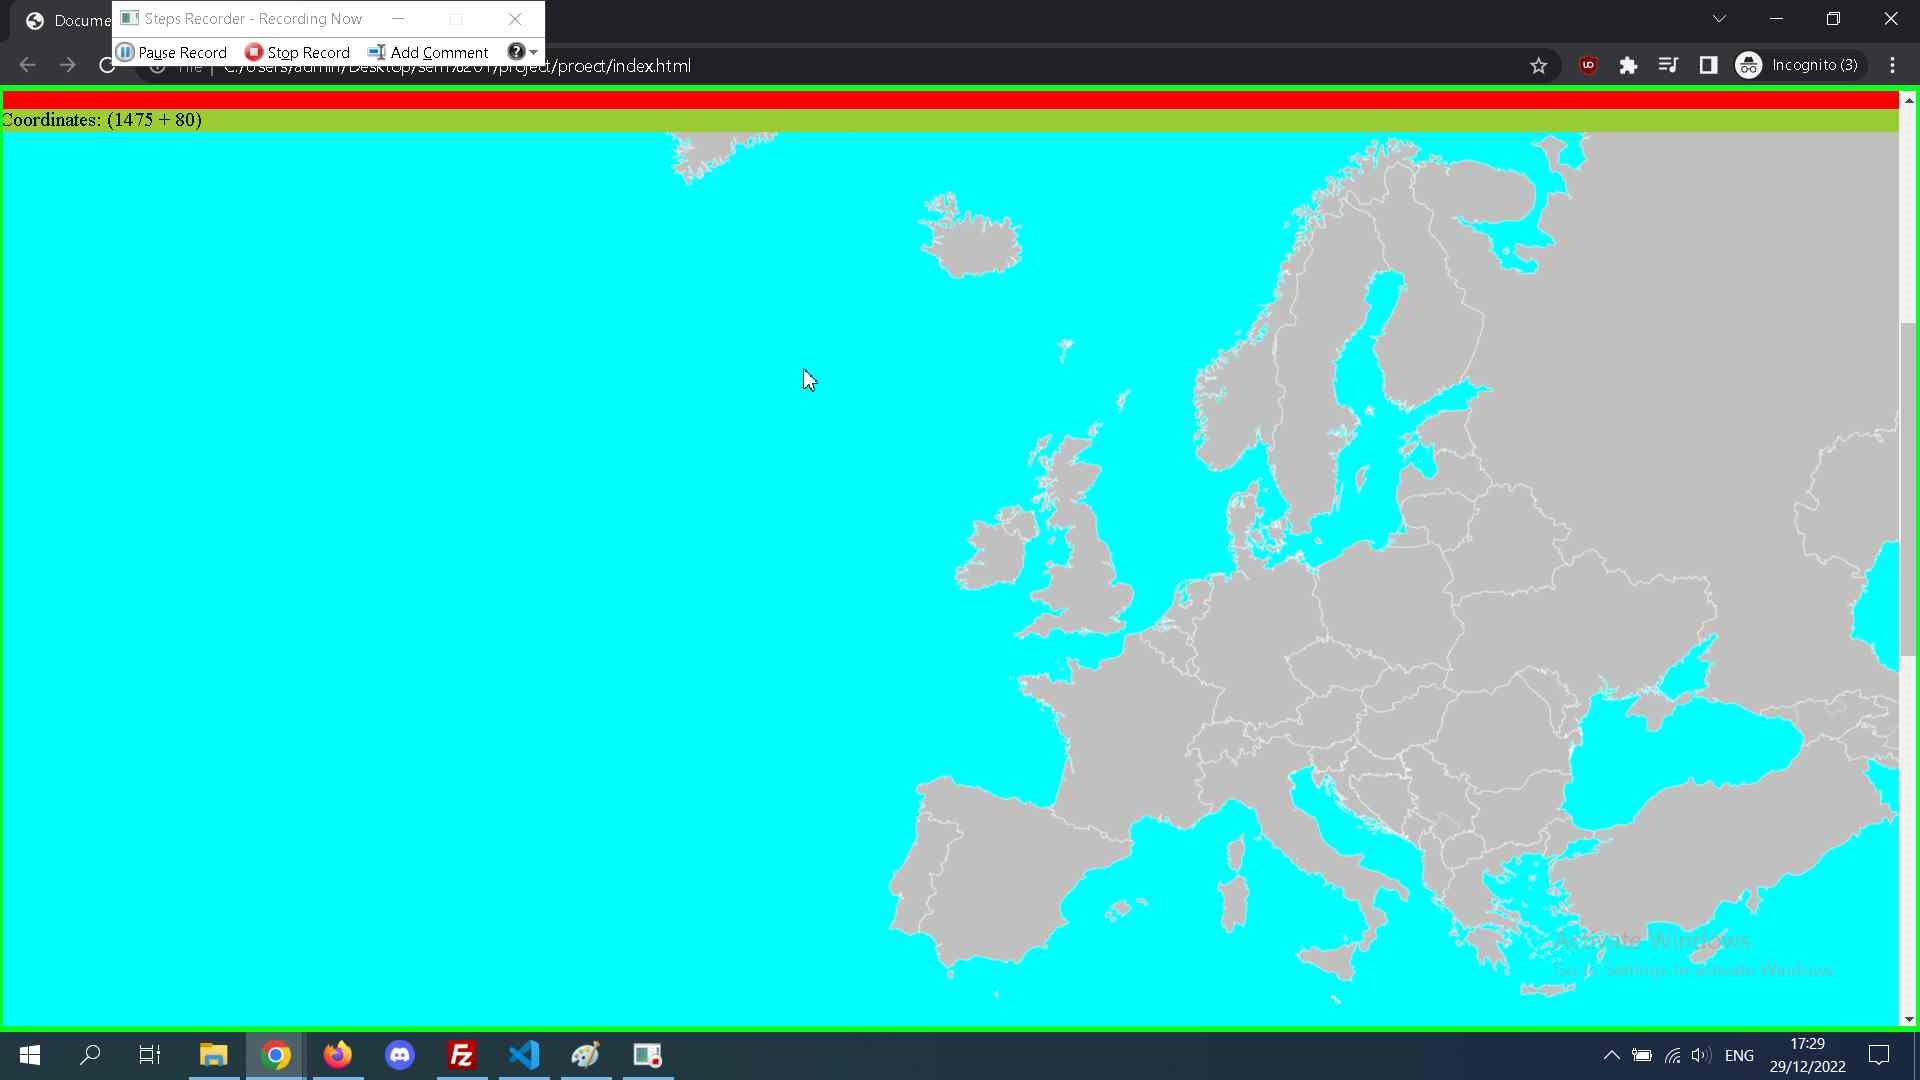 Docume
Steps Recorder - Recording Now
Pause Record
Stop Record
Add Comment
C:/Users/admin/Desktop/sem%201/project/proect/index.html
Incognito (3)
Coordinates: (1475 + 80)
Activate Windows
Go to Settings to activate Windows.
ENG
17:29
29/12/2022